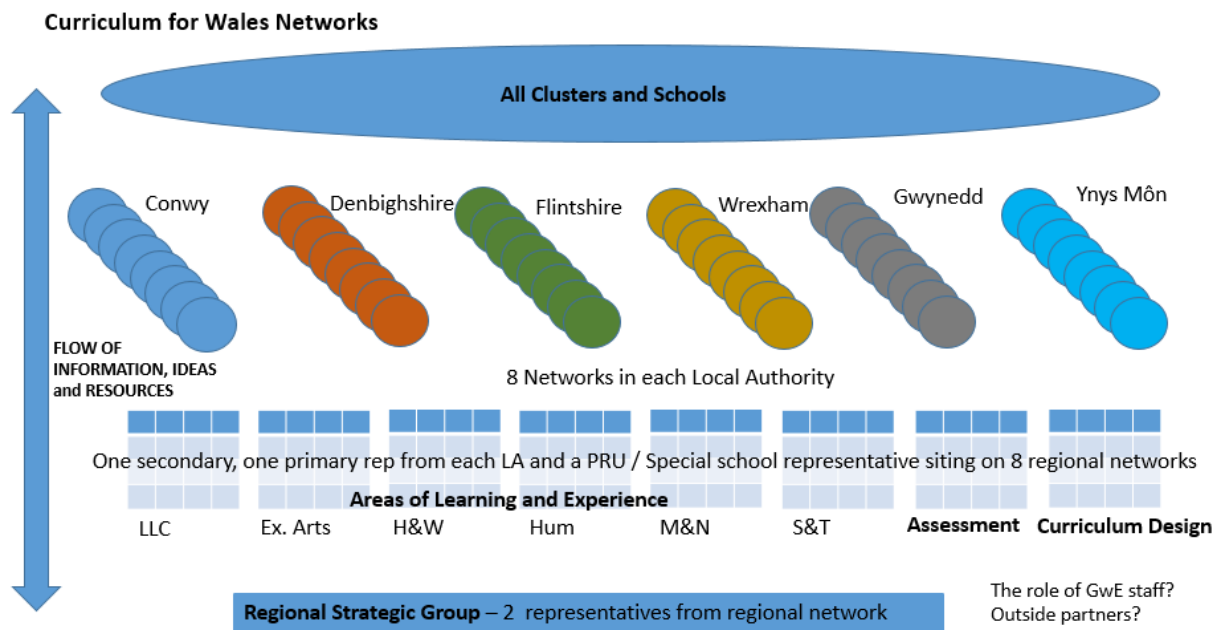 Curriculum for Wales Networks
All Clusters and Schools
Conwy
Denbighshire
Flintshire
Wrexham
Gwynedd
Ynys Môn
FLOW OF
INFORMATION, IDEAS
and RESOURCES
8 Networks in each Local Authority
One secondary, one primary rep from each LA and a PRU / Special school representative siting on 8 regional networks
Areas of Learning and Experience
LLC
Ex. Arts
H&W
Hum
M&N
S&T
Assessment
Curriculum Design
Regional Strategic Group – 2 representatives from regional network
The role of GwE staff?
Outside partners?